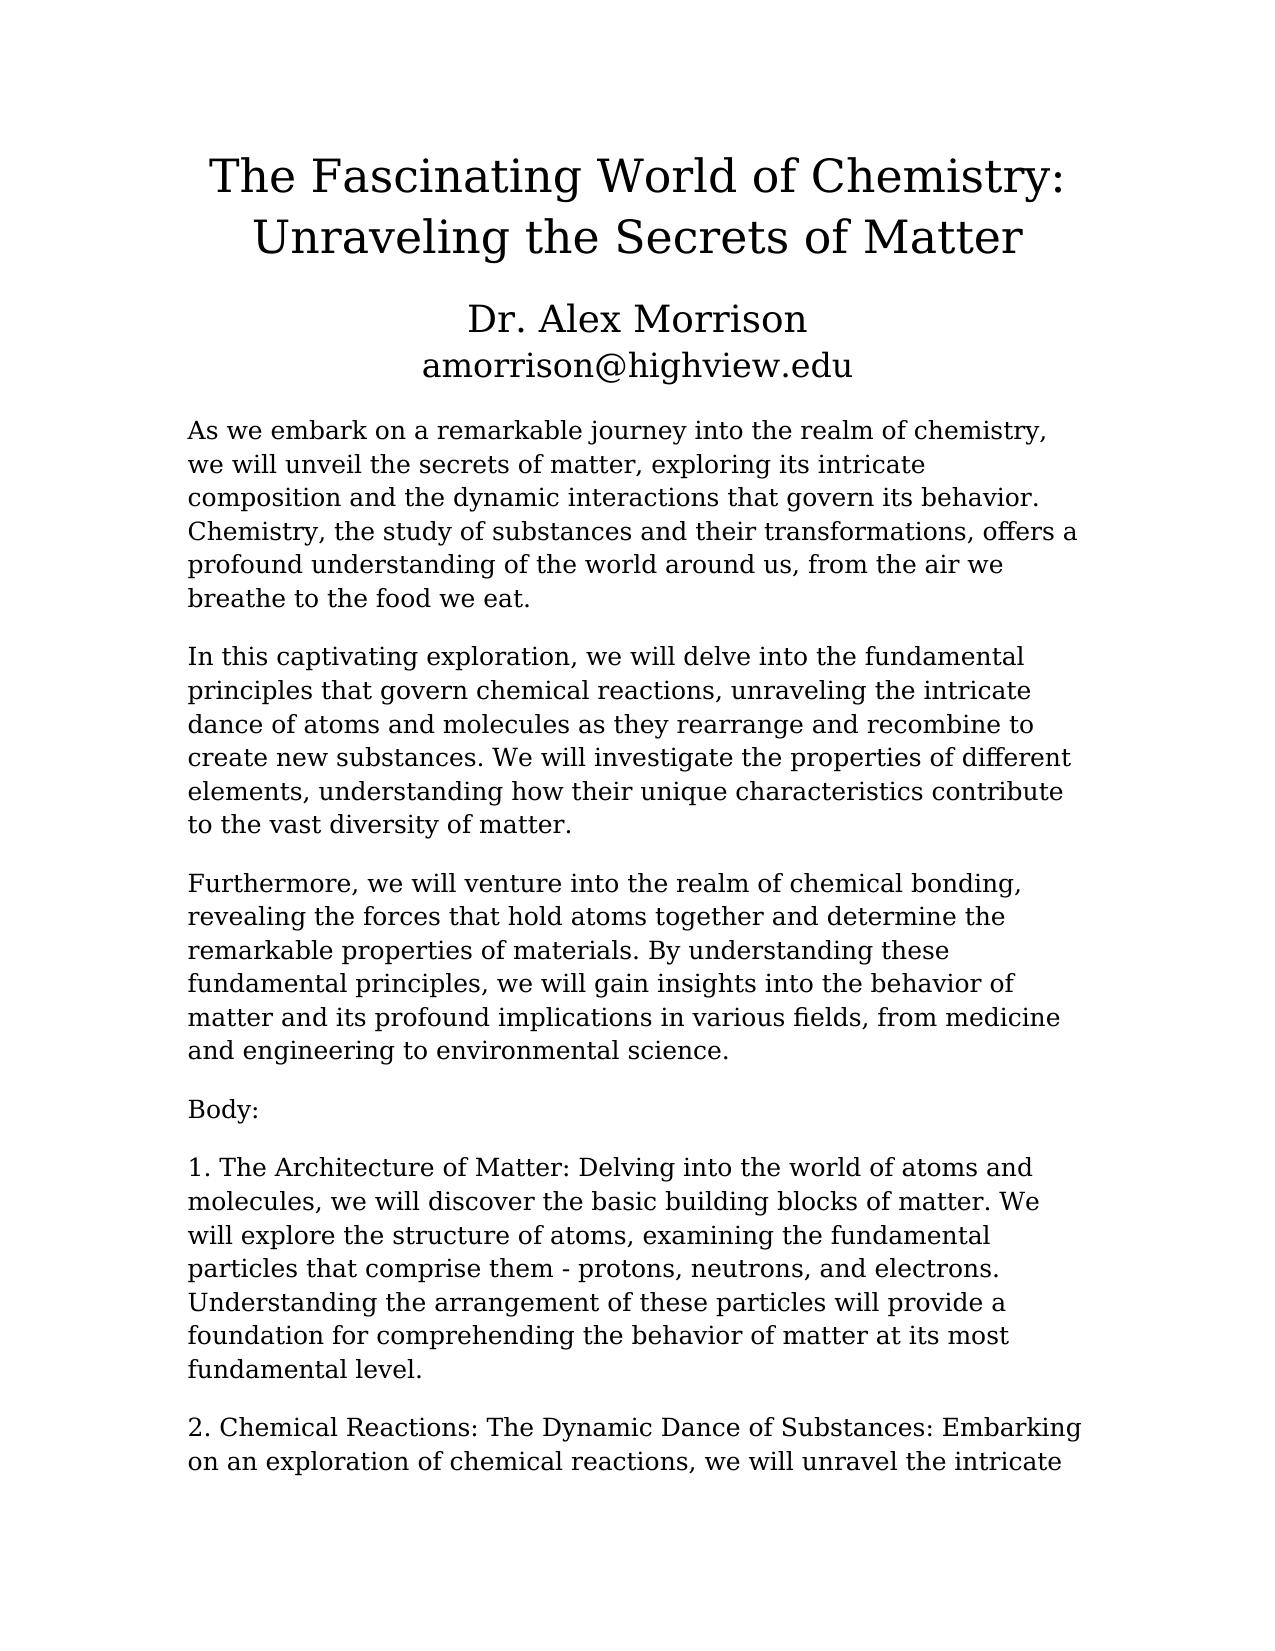 The Fascinating World of Chemistry:
Unraveling the Secrets of Matter
Dr. Alex Morrison
amorrison@highview.edu
As we embark on a remarkable journey into the realm of chemistry,
we will unveil the secrets of matter, exploring its intricate
composition and the dynamic interactions that govern its behavior.
Chemistry, the study of substances and their transformations, offers a
profound understanding of the world around us, from the air we
breathe to the food we eat.
In this captivating exploration, we will delve into the fundamental
principles that govern chemical reactions, unraveling the intricate
dance of atoms and molecules as they rearrange and recombine to
create new substances. We will investigate the properties of different
elements, understanding how their unique characteristics contribute
to the vast diversity of matter.
Furthermore, we will venture into the realm of chemical bonding,
revealing the forces that hold atoms together and determine the
remarkable properties of materials. By understanding these
fundamental principles, we will gain insights into the behavior of
matter and its profound implications in various fields, from medicine
and engineering to environmental science.
Body:
1. The Architecture of Matter: Delving into the world of atoms and
molecules, we will discover the basic building blocks of matter. We
will explore the structure of atoms, examining the fundamental
particles that comprise them - protons, neutrons, and electrons.
Understanding the arrangement of these particles will provide a
foundation for comprehending the behavior of matter at its most
fundamental level.
2. Chemical Reactions: The Dynamic Dance of Substances: Embarking
on an exploration of chemical reactions, we will unravel the intricate